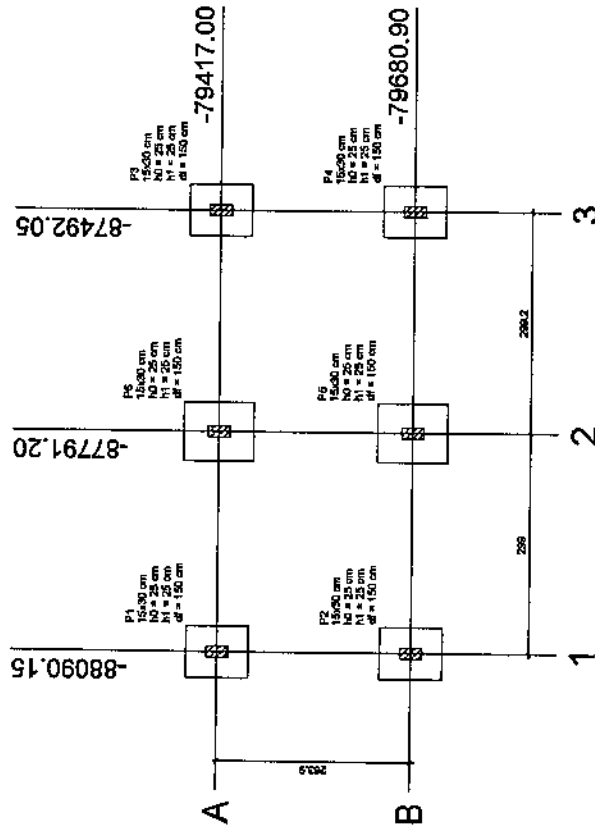 -88090.15
-87791.20
-87492.05
P1
15x30 cm
h0 = 25 cm
h1 = 25 cm
df = 150 cm
P6
15x30 cm
h0 = 25 cm
h1 = 25 cm
df = 150 cm
P3
15x30 cm
h0 = 25 cm
h1 = 25 cm
df = 150 cm
A
-79417.00
263.9
P2
15x30 cm
h0 = 25 cm
h1 = 25 cm
df = 150 cm
P5
15x30 cm
h0 = 25 cm
h1 = 25 cm
df = 150 cm
P4
15x30 cm
h0 = 25 cm
h1 = 25 cm
df = 150 cm
B
-79680.90
299
299.2
1
2
3